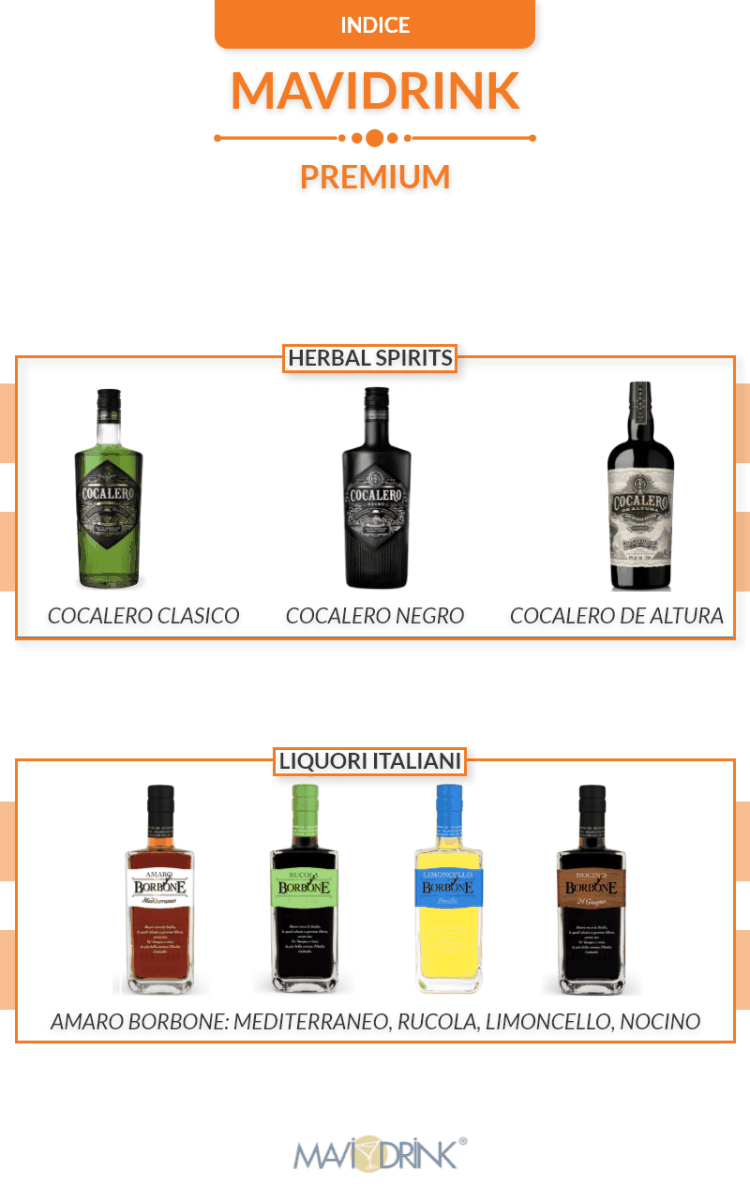 INDICE
MAVIDRINK
PREMIUM
HERBAL SPIRITS
COCALERO
COCALERO
NEGRO
COCALERO
DE ALTURA
COCALERO CLASICO
COCALERO NEGRO
COCALERO DE ALTURA
LIQUORI ITALIANI
AMARO
BORBONE
Mediterraneo
RUCOLA
BORBONE
LIMONCELLO
BORBONE
NOCINO
BORBONE
24 Giugno
AMARO BORBONE: MEDITERRANEO, RUCOLA, LIMONCELLO, NOCINO
MAVIDRINK®